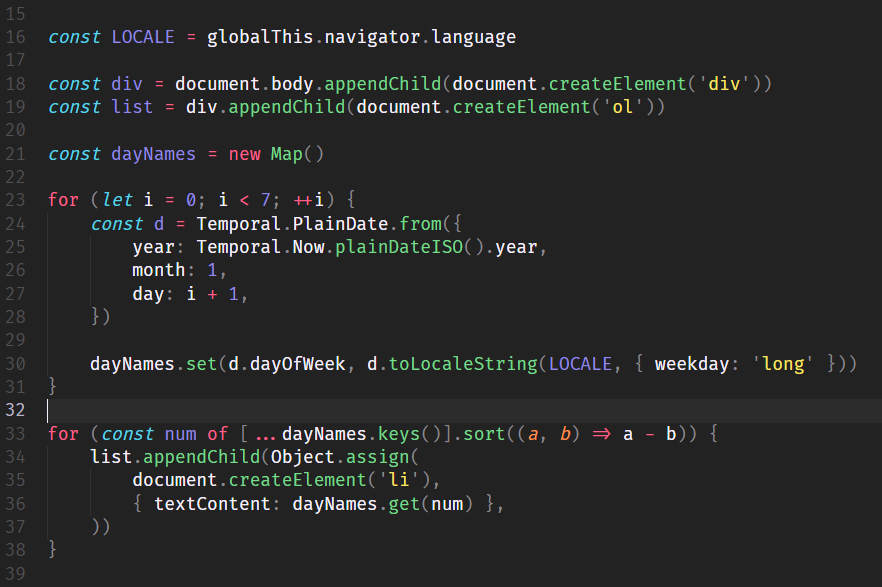 15
16 const LOCALE = globalThis.navigator.language
17
18 const div = document.body.appendChild(document.createElement('div'))
19 const list = div.appendChild(document.createElement('ol'))
20
21 const dayNames = new Map()
22
23 for (let i = 0; i < 7; ++i) {
24     const d = Temporal.PlainDate.from({
25         year: Temporal.Now.plainDateISO().year,
26         month: 1,
27         day: i + 1,
28     })
29
30     dayNames.set(d.dayOfWeek, d.toLocaleString(LOCALE, { weekday: 'long' }))
31 }
32
33 for (const num of [...dayNames.keys()].sort((a, b) => a - b)) {
34     list.appendChild(Object.assign(
35         document.createElement('li'),
36         { textContent: dayNames.get(num) },
37     ))
38 }
39